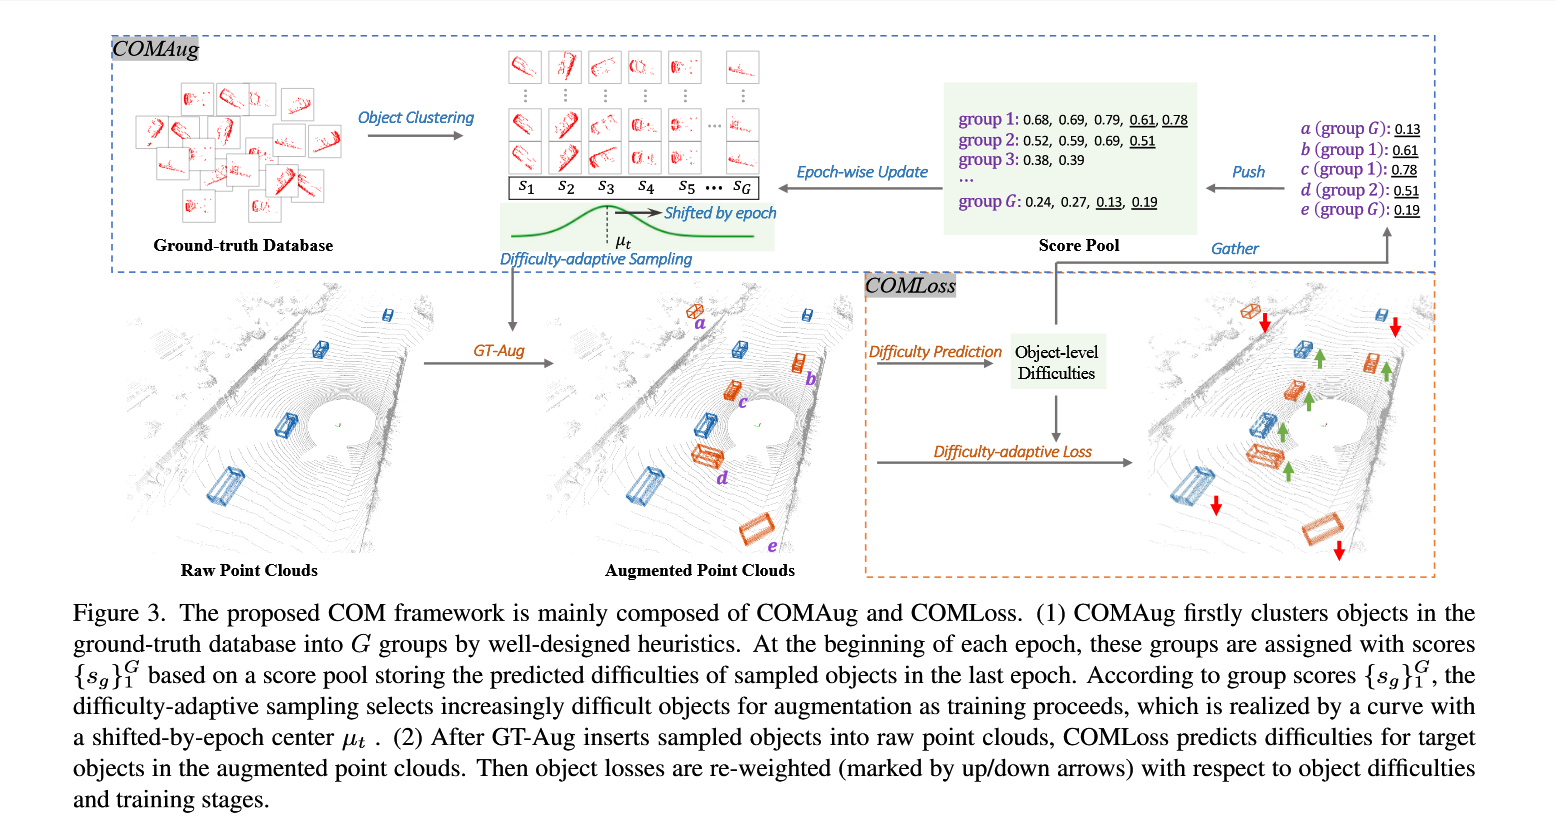 COMAug
Object Clustering
s1 s2 s3 s4 s5 ... sG
Shifted by epoch
μt
Difficulty-adaptive Sampling
Ground-truth Database
Epoch-wise Update
group 1: 0.68, 0.69, 0.79, 0.61, 0.78
group 2: 0.52, 0.59, 0.69, 0.51
group 3: 0.38, 0.39
...
group G: 0.24, 0.27, 0.13, 0.19
Score Pool
Push
a (group G): 0.13
b (group 1): 0.61
c (group 1): 0.78
d (group 2): 0.51
e (group G): 0.19
Gather
COMLoss
GT-Aug
a
b
c
d
e
Difficulty Prediction
Object-level
Difficulties
Difficulty-adaptive Loss
Raw Point Clouds
Augmented Point Clouds
Figure 3. The proposed COM framework is mainly composed of COMAug and COMLoss. (1) COMAug firstly clusters objects in the
ground-truth database into G groups by well-designed heuristics. At the beginning of each epoch, these groups are assigned with scores
{s_g}_1^G based on a score pool storing the predicted difficulties of sampled objects in the last epoch. According to group scores {s_g}_1^G, the
difficulty-adaptive sampling selects increasingly difficult objects for augmentation as training proceeds, which is realized by a curve with
a shifted-by-epoch center μt . (2) After GT-Aug inserts sampled objects into raw point clouds, COMLoss predicts difficulties for target
objects in the augmented point clouds. Then object losses are re-weighted (marked by up/down arrows) with respect to object difficulties
and training stages.